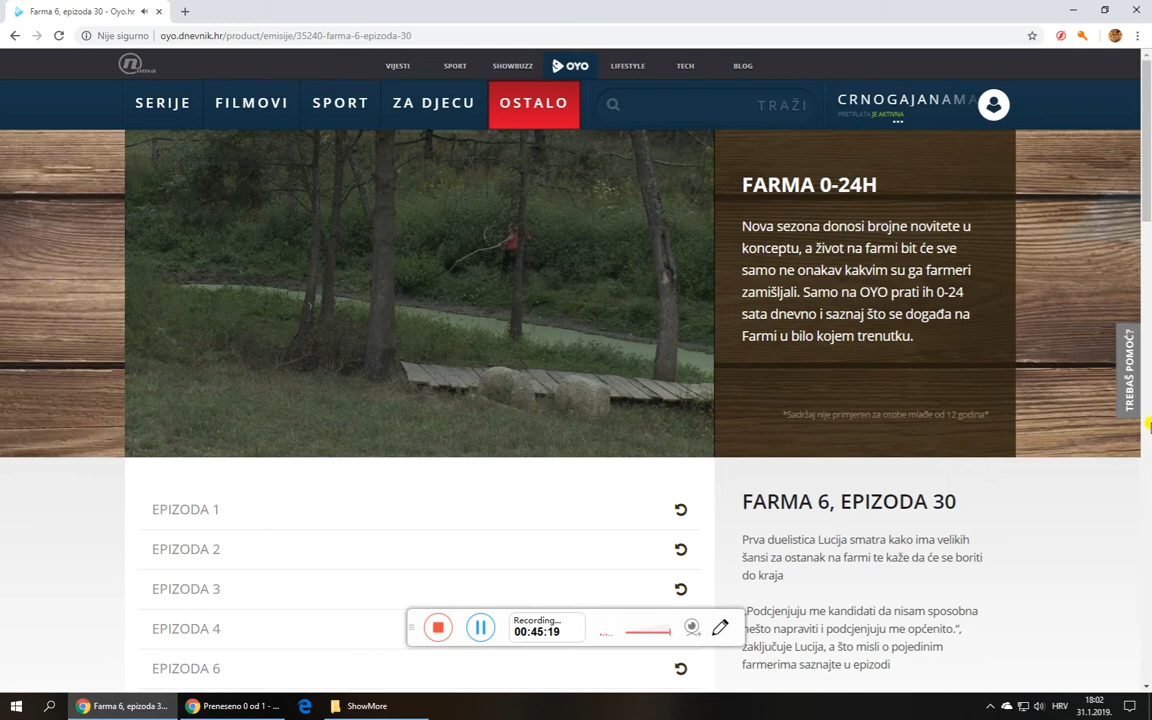 Farma 6, epizoda 30 - Oyo.hr
Nije sigurno
oyo.dnevnik.hr/product/emisije/35240-farma-6-epizoda-30
nova
VIJESTI SPORT SHOWBUZZ OYO LIFESTYLE TECH BLOG
SERIJE FILMOVI SPORT ZA DJECU OSTALO TRAŽI CRNOGAJANAMA
PRETPLATA JE AKTIVNA
FARMA 0-24H
Nova sezona donosi brojne novitete u
konceptu, a život na farmi bit će sve
samo ne onakav kakvim su ga farmeri
zamišljali. Samo na OYO prati ih 0-24
sata dnevno i saznaj što se događa na
Farmi u bilo kojem trenutku.
*Sadržaj nije primjeren za osobe mlađe od 12 godina*
TREBAŠ POMOĆ?
EPIZODA 1
EPIZODA 2
EPIZODA 3
EPIZODA 4
EPIZODA 6
FARMA 6, EPIZODA 30
Prva duelistica Lucija smatra kako ima velikih
šansi za ostanak na farmi te kaže da će se boriti
do kraja
„Podcjenjuju me kandidati da nisam sposobna
nešto napraviti i podcjenjuju me općenito.“,
zaključuje Lucija, a što misli o pojedinim
farmerima saznajte u epizodi
Recording...
00:45:19
Farma 6, epizoda 3...
Preneseno 0 od 1 - ...
ShowMore
HRV
18:02
31.1.2019.